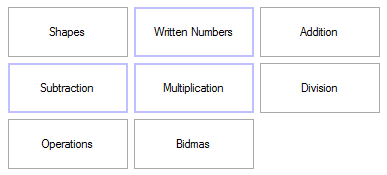 Shapes
Written Numbers
Addition
Subtraction
Multiplication
Division
Operations
Bidmas